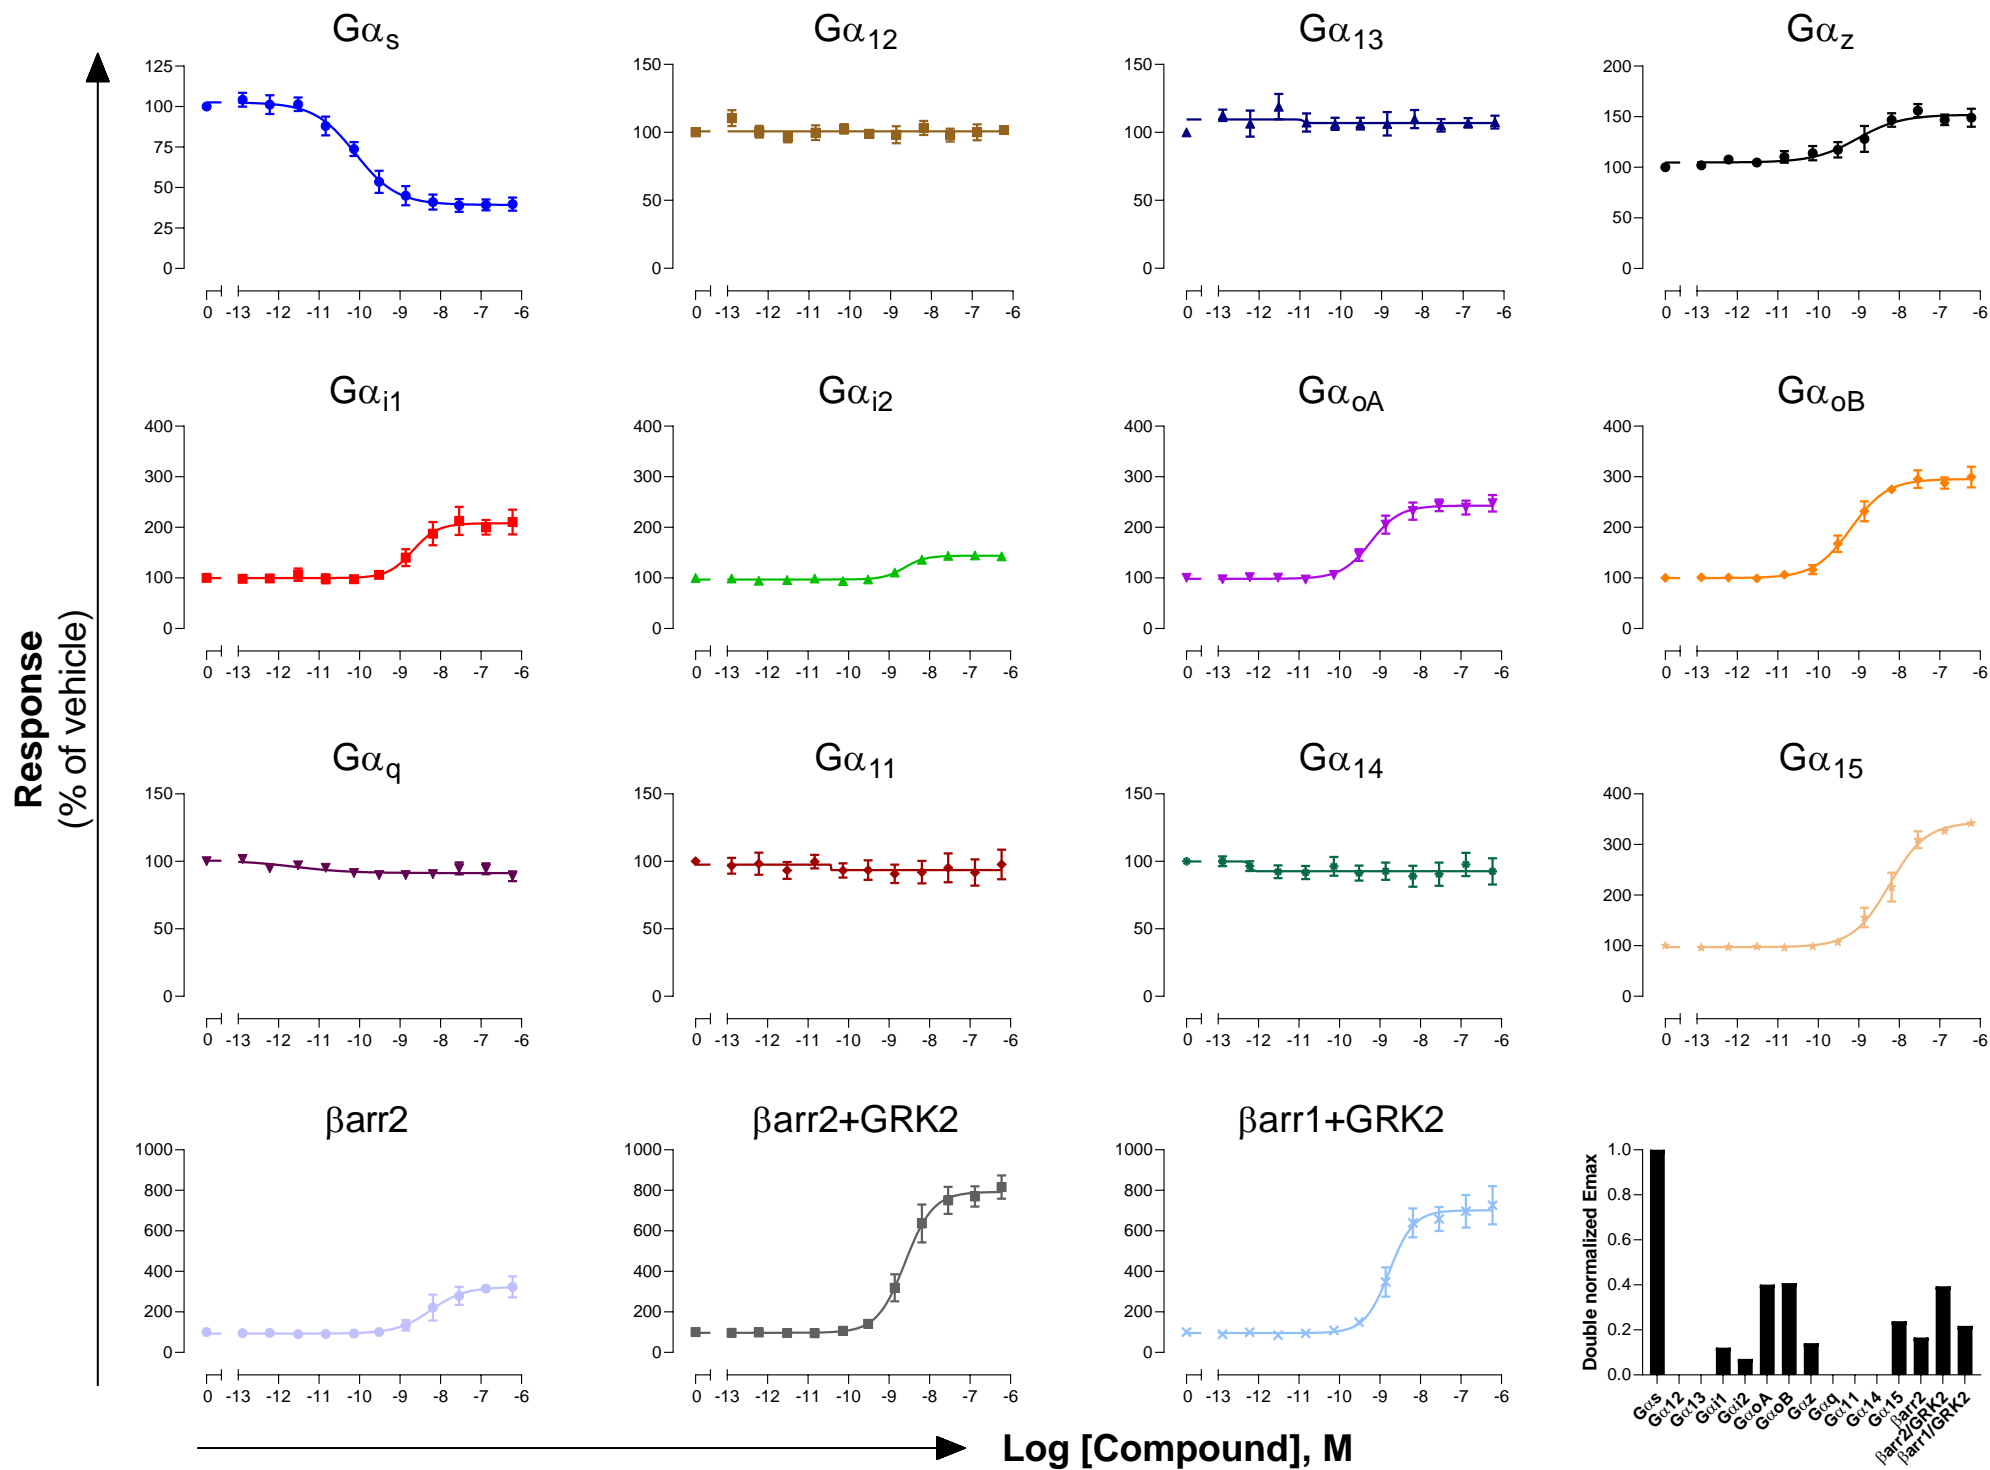 Gαs
Gα12
Gα13
Gαz
125
100
75
50
25
0
0 -13 -12 -11 -10 -9 -8 -7 -6
150
100
50
0
0 -13 -12 -11 -10 -9 -8 -7 -6
150
100
50
0
0 -13 -12 -11 -10 -9 -8 -7 -6
200
150
100
50
0
0 -13 -12 -11 -10 -9 -8 -7 -6
Gαi1
Gαi2
GαoA
GαoB
400
300
200
100
0
0 -13 -12 -11 -10 -9 -8 -7 -6
400
300
200
100
0
0 -13 -12 -11 -10 -9 -8 -7 -6
400
300
200
100
0
0 -13 -12 -11 -10 -9 -8 -7 -6
400
300
200
100
0
0 -13 -12 -11 -10 -9 -8 -7 -6
Response
(% of vehicle)
Gαq
Gα11
Gα14
Gα15
150
100
50
0
0 -13 -12 -11 -10 -9 -8 -7 -6
150
100
50
0
0 -13 -12 -11 -10 -9 -8 -7 -6
150
100
50
0
0 -13 -12 -11 -10 -9 -8 -7 -6
400
300
200
100
0
0 -13 -12 -11 -10 -9 -8 -7 -6
βarr2
βarr2+GRK2
βarr1+GRK2
1000
800
600
400
200
0
0 -13 -12 -11 -10 -9 -8 -7 -6
1000
800
600
400
200
0
0 -13 -12 -11 -10 -9 -8 -7 -6
1000
800
600
400
200
0
0 -13 -12 -11 -10 -9 -8 -7 -6
Double normalized Emax
1.0
0.8
0.6
0.4
0.2
0.0
Gαs
Gα12
Gα13
Gαi1
Gαi2
GαoA
GαoB
Gαz
Gαq
Gα11
Gα14
Gα15
βarr2
βarr2/GRK2
βarr1/GRK2
Log [Compound], M